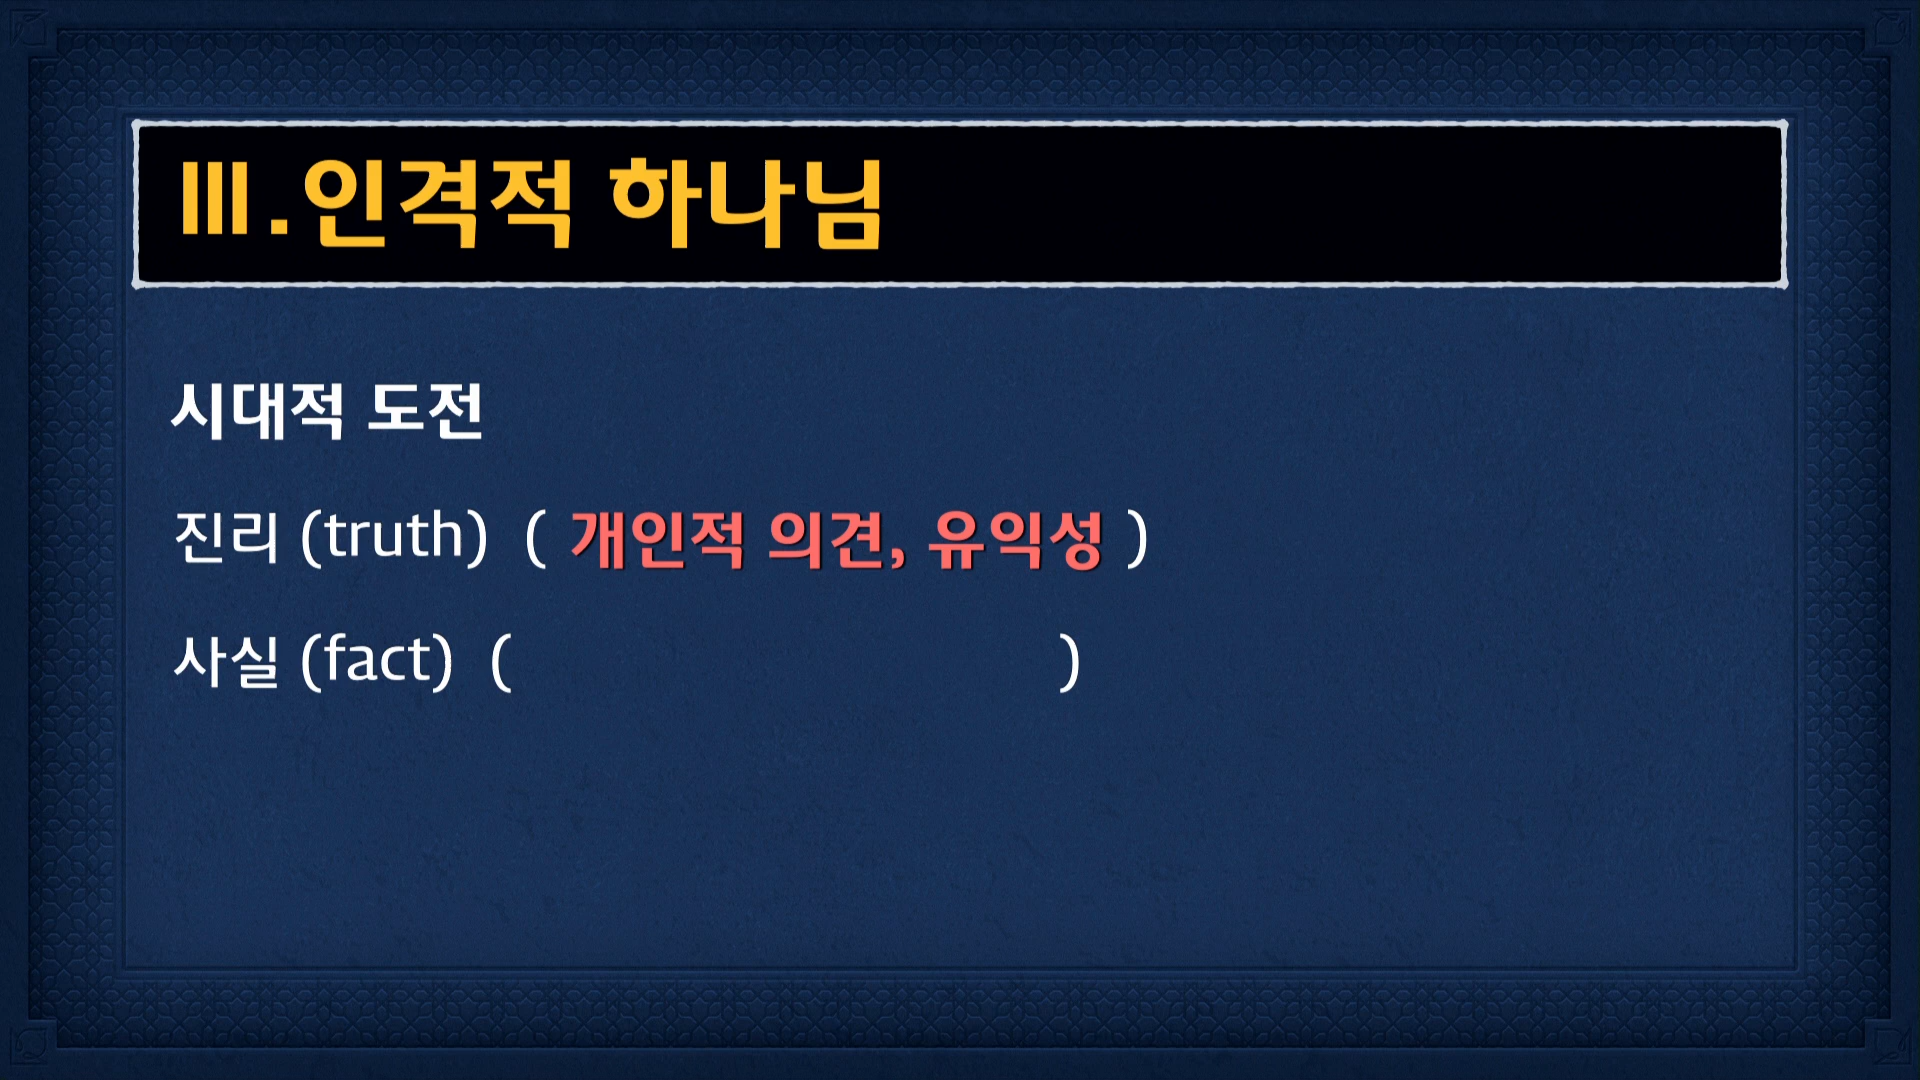 III.인격적 하나님
시대적 도전
진리 (truth) ( 개인적 의견, 유익성 )
사실 (fact) ( )